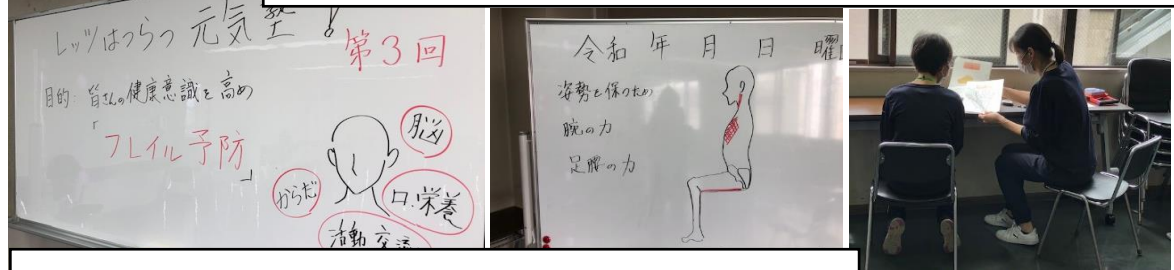 レッツはつらつ 元気塾!
第3回
目的:皆さんの健康意識を高め
「フレイル予防」
脳
からだ
口・栄養
活動 交流
令和 年 月 日 曜
姿勢を保つため
腕の力
足腰の力